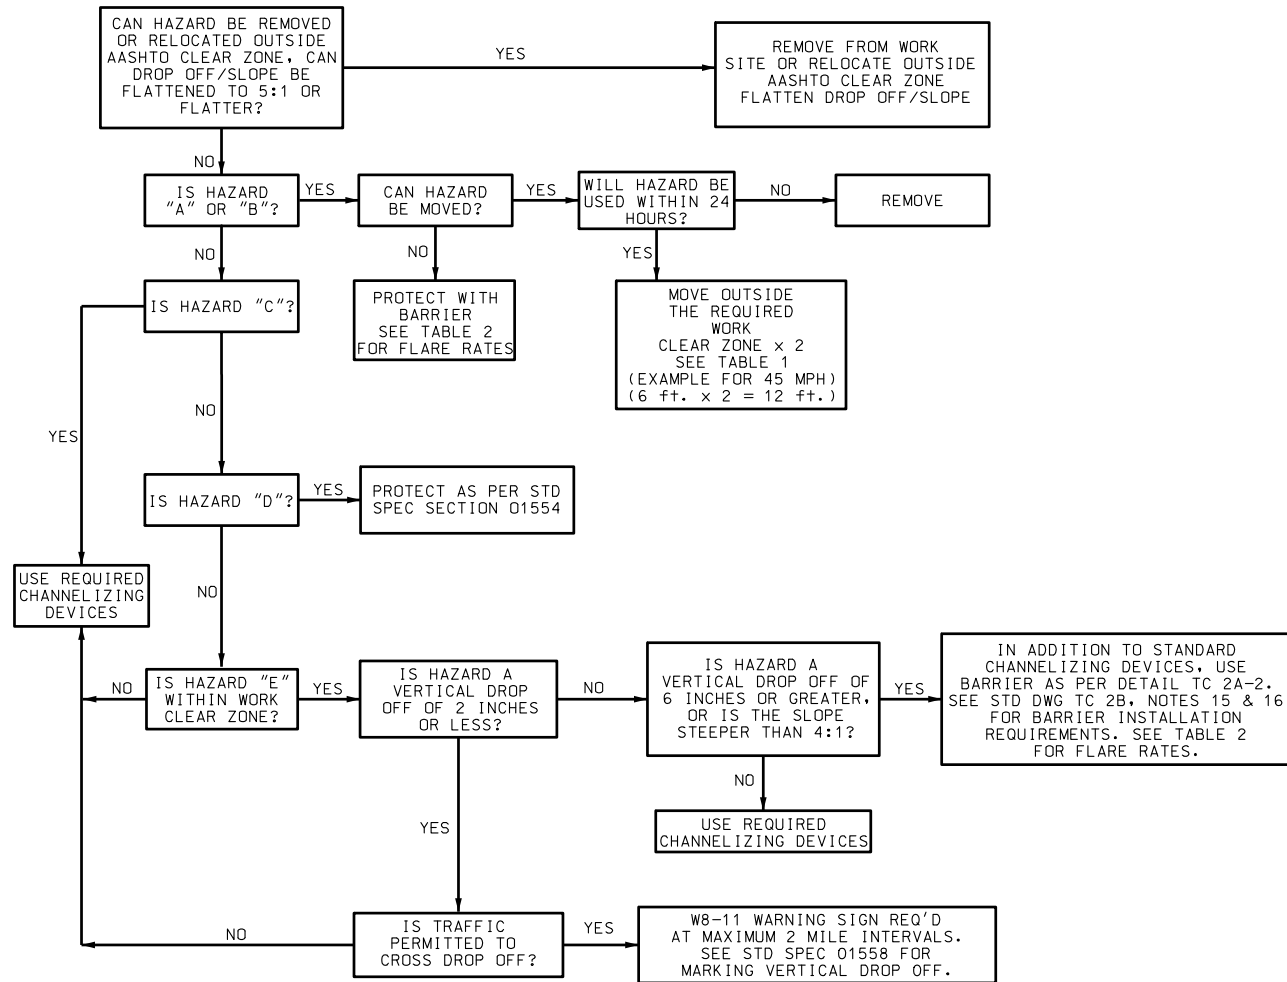 CAN HAZARD BE REMOVED
OR RELOCATED OUTSIDE
AASHTO CLEAR ZONE, CAN
DROP OFF/SLOPE BE
FLATTENED TO 5:1 OR
FLATTER?
YES
REMOVE FROM WORK
SITE OR RELOCATE OUTSIDE
AASHTO CLEAR ZONE
FLATTEN DROP OFF/SLOPE
NO
IS HAZARD
"A" OR "B"?
YES
CAN HAZARD
BE MOVED?
YES
WILL HAZARD BE
USED WITHIN 24
HOURS?
NO
REMOVE
NO
NO
YES
IS HAZARD "C"?
PROTECT WITH
BARRIER
SEE TABLE 2
FOR FLARE RATES
MOVE OUTSIDE
THE REQUIRED
WORK
CLEAR ZONE x 2
SEE TABLE 1
(EXAMPLE FOR 45 MPH)
(6 ft. x 2 = 12 ft.)
NO
YES
IS HAZARD "D"?
YES
PROTECT AS PER STD
SPEC SECTION 01554
USE REQUIRED
CHANNELIZING
DEVICES
NO
NO
IS HAZARD "E"
WITHIN WORK
CLEAR ZONE?
YES
IS HAZARD A
VERTICAL DROP
OFF OF 2 INCHES
OR LESS?
NO
IS HAZARD A
VERTICAL DROP OFF OF
6 INCHES OR GREATER,
OR IS THE SLOPE
STEEPER THAN 4:1?
YES
IN ADDITION TO STANDARD
CHANNELIZING DEVICES, USE
BARRIER AS PER DETAIL TC 2A-2.
SEE STD DWG TC 2B, NOTES 15 & 16
FOR BARRIER INSTALLATION
REQUIREMENTS. SEE TABLE 2
FOR FLARE RATES.
NO
YES
USE REQUIRED
CHANNELIZING DEVICES
NO
IS TRAFFIC
PERMITTED TO
CROSS DROP OFF?
YES
W8-11 WARNING SIGN REQ'D
AT MAXIMUM 2 MILE INTERVALS.
SEE STD SPEC 01558 FOR
MARKING VERTICAL DROP OFF.